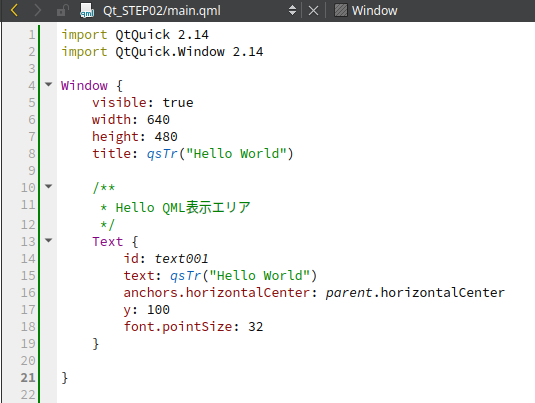 Qt_STEP02/main.qml Window
1 import QtQuick 2.14
2 import QtQuick.Window 2.14
3
4 Window {
5 visible: true
6 width: 640
7 height: 480
8 title: qsTr("Hello World")
9
10 /**
11 * Hello QML表示エリア
12 */
13 Text {
14 id: text001
15 text: qsTr("Hello World")
16 anchors.horizontalCenter: parent.horizontalCenter
17 y: 100
18 font.pointSize: 32
19 }
20
21 }
22